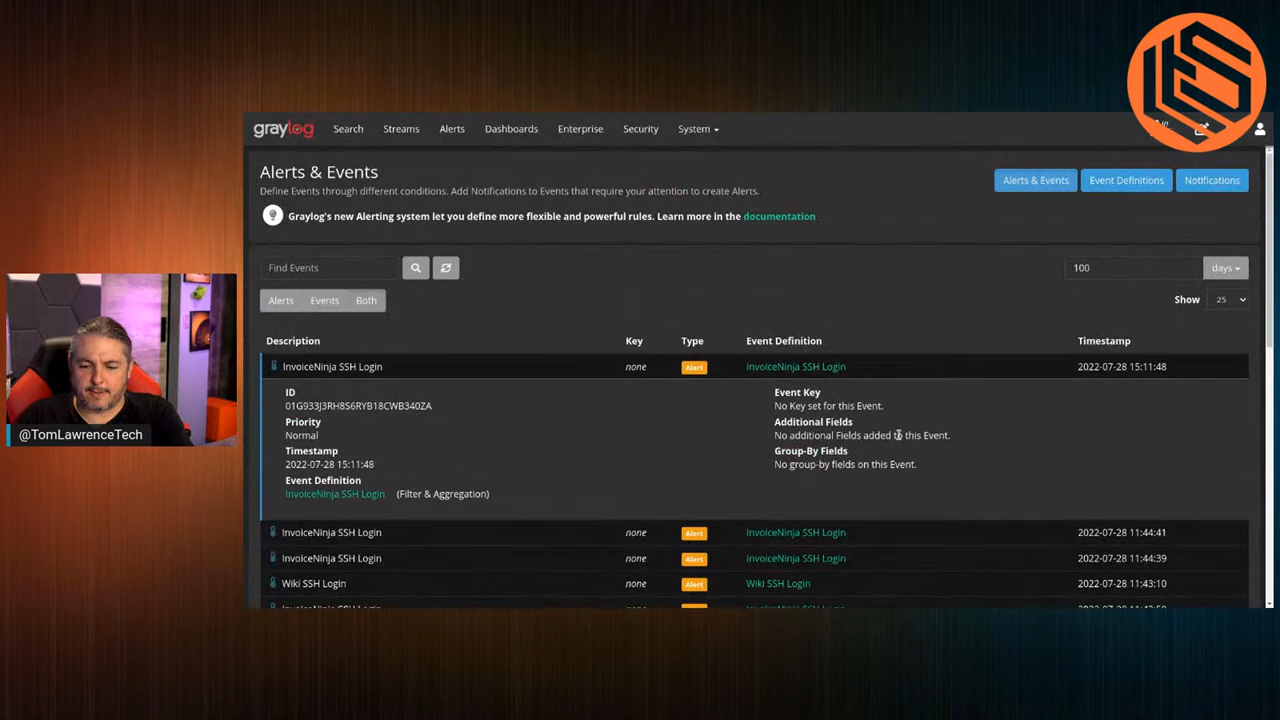 graylog Search Streams Alerts Dashboards Enterprise Security System
Alerts & Events
Alerts & Events Event Definitions Notifications
Define Events through different conditions. Add Notifications to Events that require your attention to create Alerts.
Graylog's new Alerting system let you define more flexible and powerful rules. Learn more in the documentation
Find Events
100 days
Alerts Events Both
Show 25
Description Key Type Event Definition Timestamp
InvoiceNinja SSH Login none Alert InvoiceNinja SSH Login 2022-07-28 15:11:48
ID
01G933J3RH8S6RYB18CWB340ZA
Priority
Normal
Timestamp
2022-07-28 15:11:48
Event Definition
InvoiceNinja SSH Login (Filter & Aggregation)
Event Key
No Key set for this Event.
Additional Fields
No additional Fields added to this Event.
Group-By Fields
No group-by fields on this Event.
InvoiceNinja SSH Login none Alert InvoiceNinja SSH Login 2022-07-28 11:44:41
InvoiceNinja SSH Login none Alert InvoiceNinja SSH Login 2022-07-28 11:44:39
Wiki SSH Login none Alert Wiki SSH Login 2022-07-28 11:43:10
@TomLawrenceTech